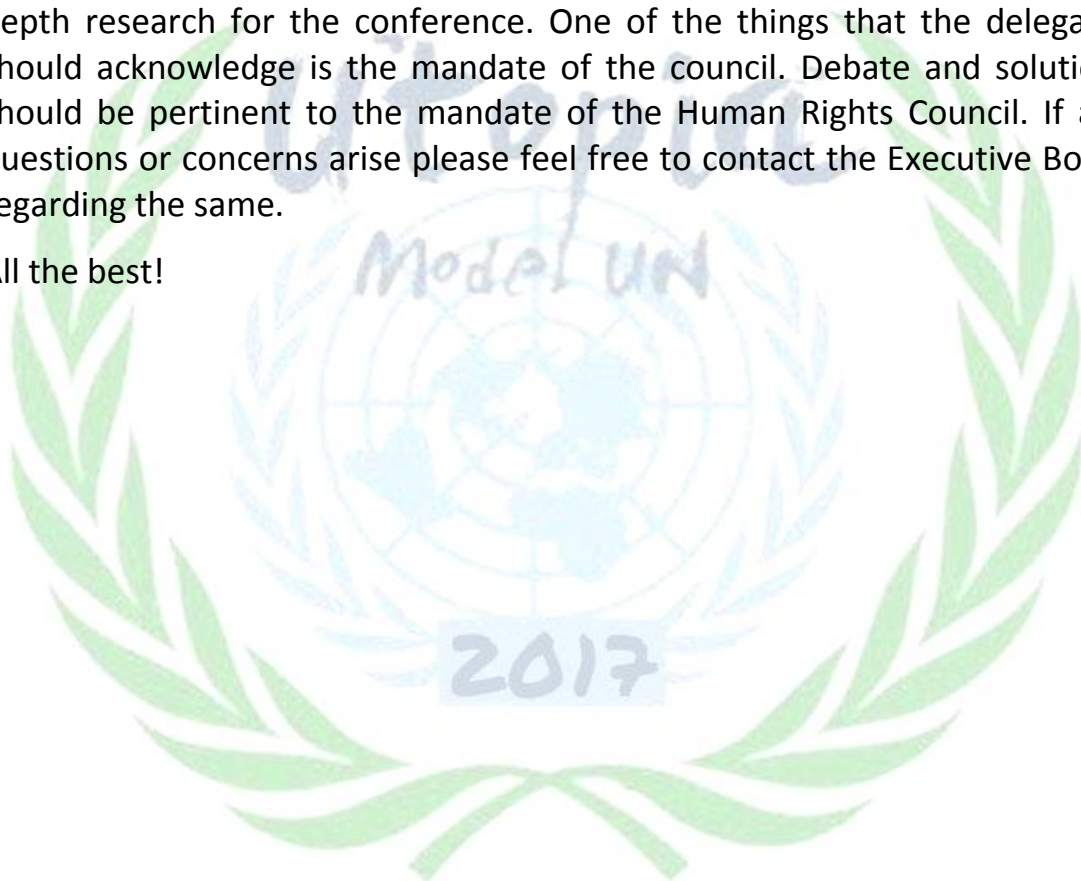 epth research for the conference. One of the things that the delega
hould acknowledge is the mandate of the council. Debate and soluti
hould be pertinent to the mandate of the Human Rights Council. If a
uestions or concerns arise please feel free to contact the Executive Bo
egarding the same.
ll the best!
Utopia
Model UN
2017